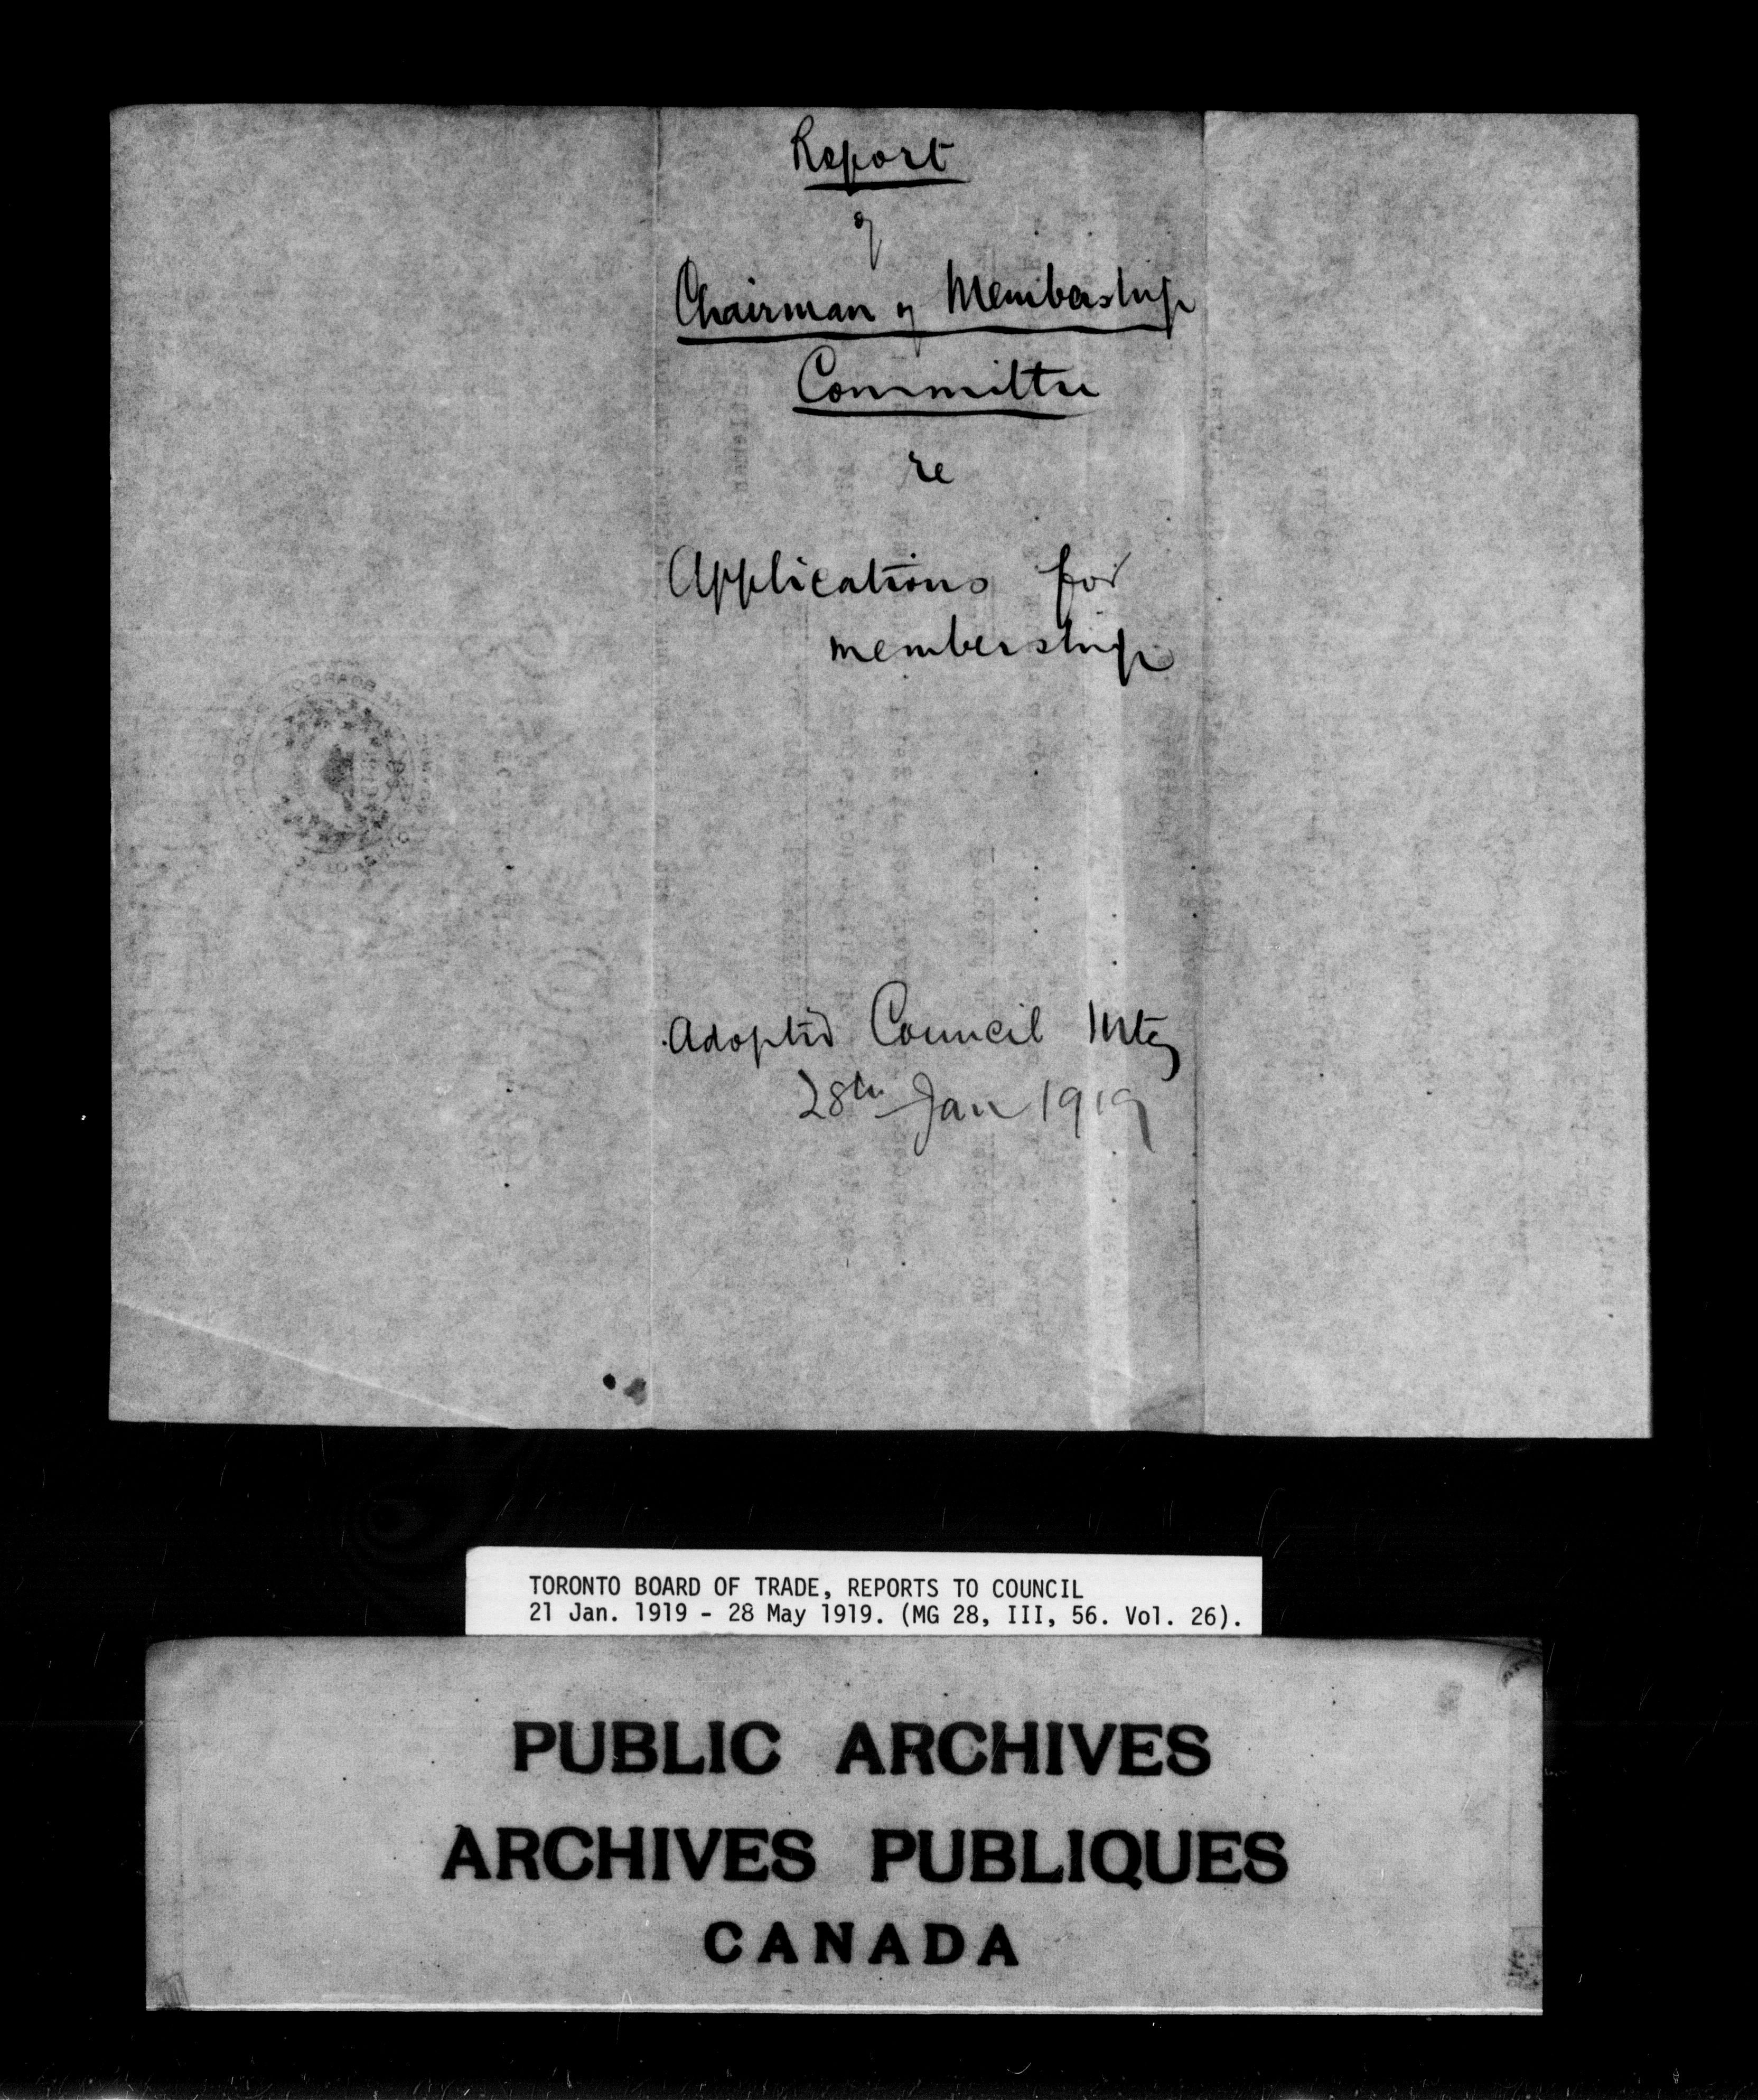 Report
of
Chairman of Membership
Committee
re
Applications for
membership
Adopted Council Mtg
28th Jan 1919
TORONTO BOARD OF TRADE, REPORTS TO COUNCIL
21 Jan. 1919 - 28 May 1919. (MG 28, III, 56. Vol. 26).
PUBLIC ARCHIVES
ARCHIVES PUBLIQUES
CANADA